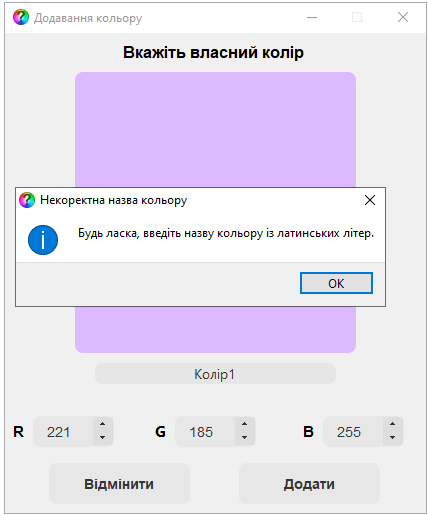 Додавання кольору
Вкажіть власний колір
Некоректна назва кольору
Будь ласка, введіть назву кольору із латинських літер.
OK
Колір1
R 221 G 185 B 255
Відмінити Додати